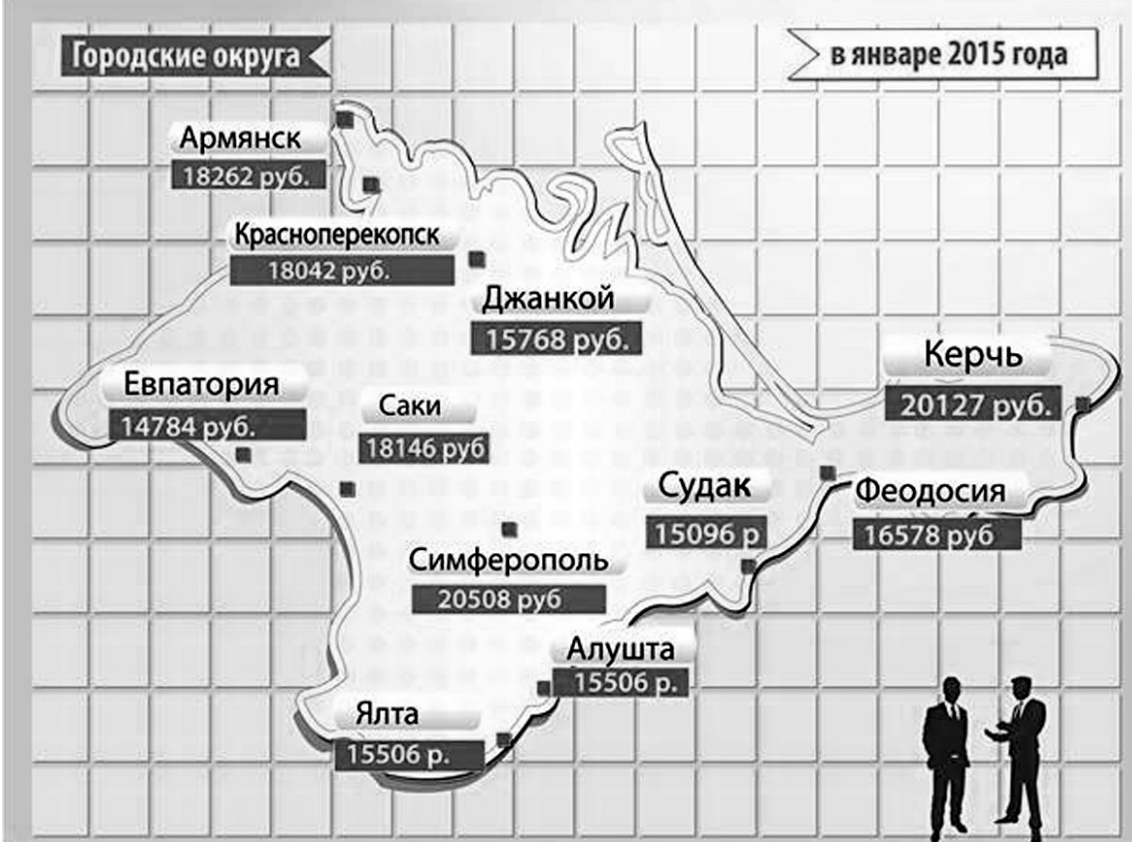 Городские округа
в январе 2015 года
Армянск
18262 руб.
Красноперекопск
18042 руб.
Джанкой
15768 руб.
Керчь
20127 руб.
Евпатория
14784 руб.
Саки
18146 руб
Судак
15096 р
Феодосия
16578 руб
Симферополь
20508 руб
Алушта
15506 р.
Ялта
15506 р.